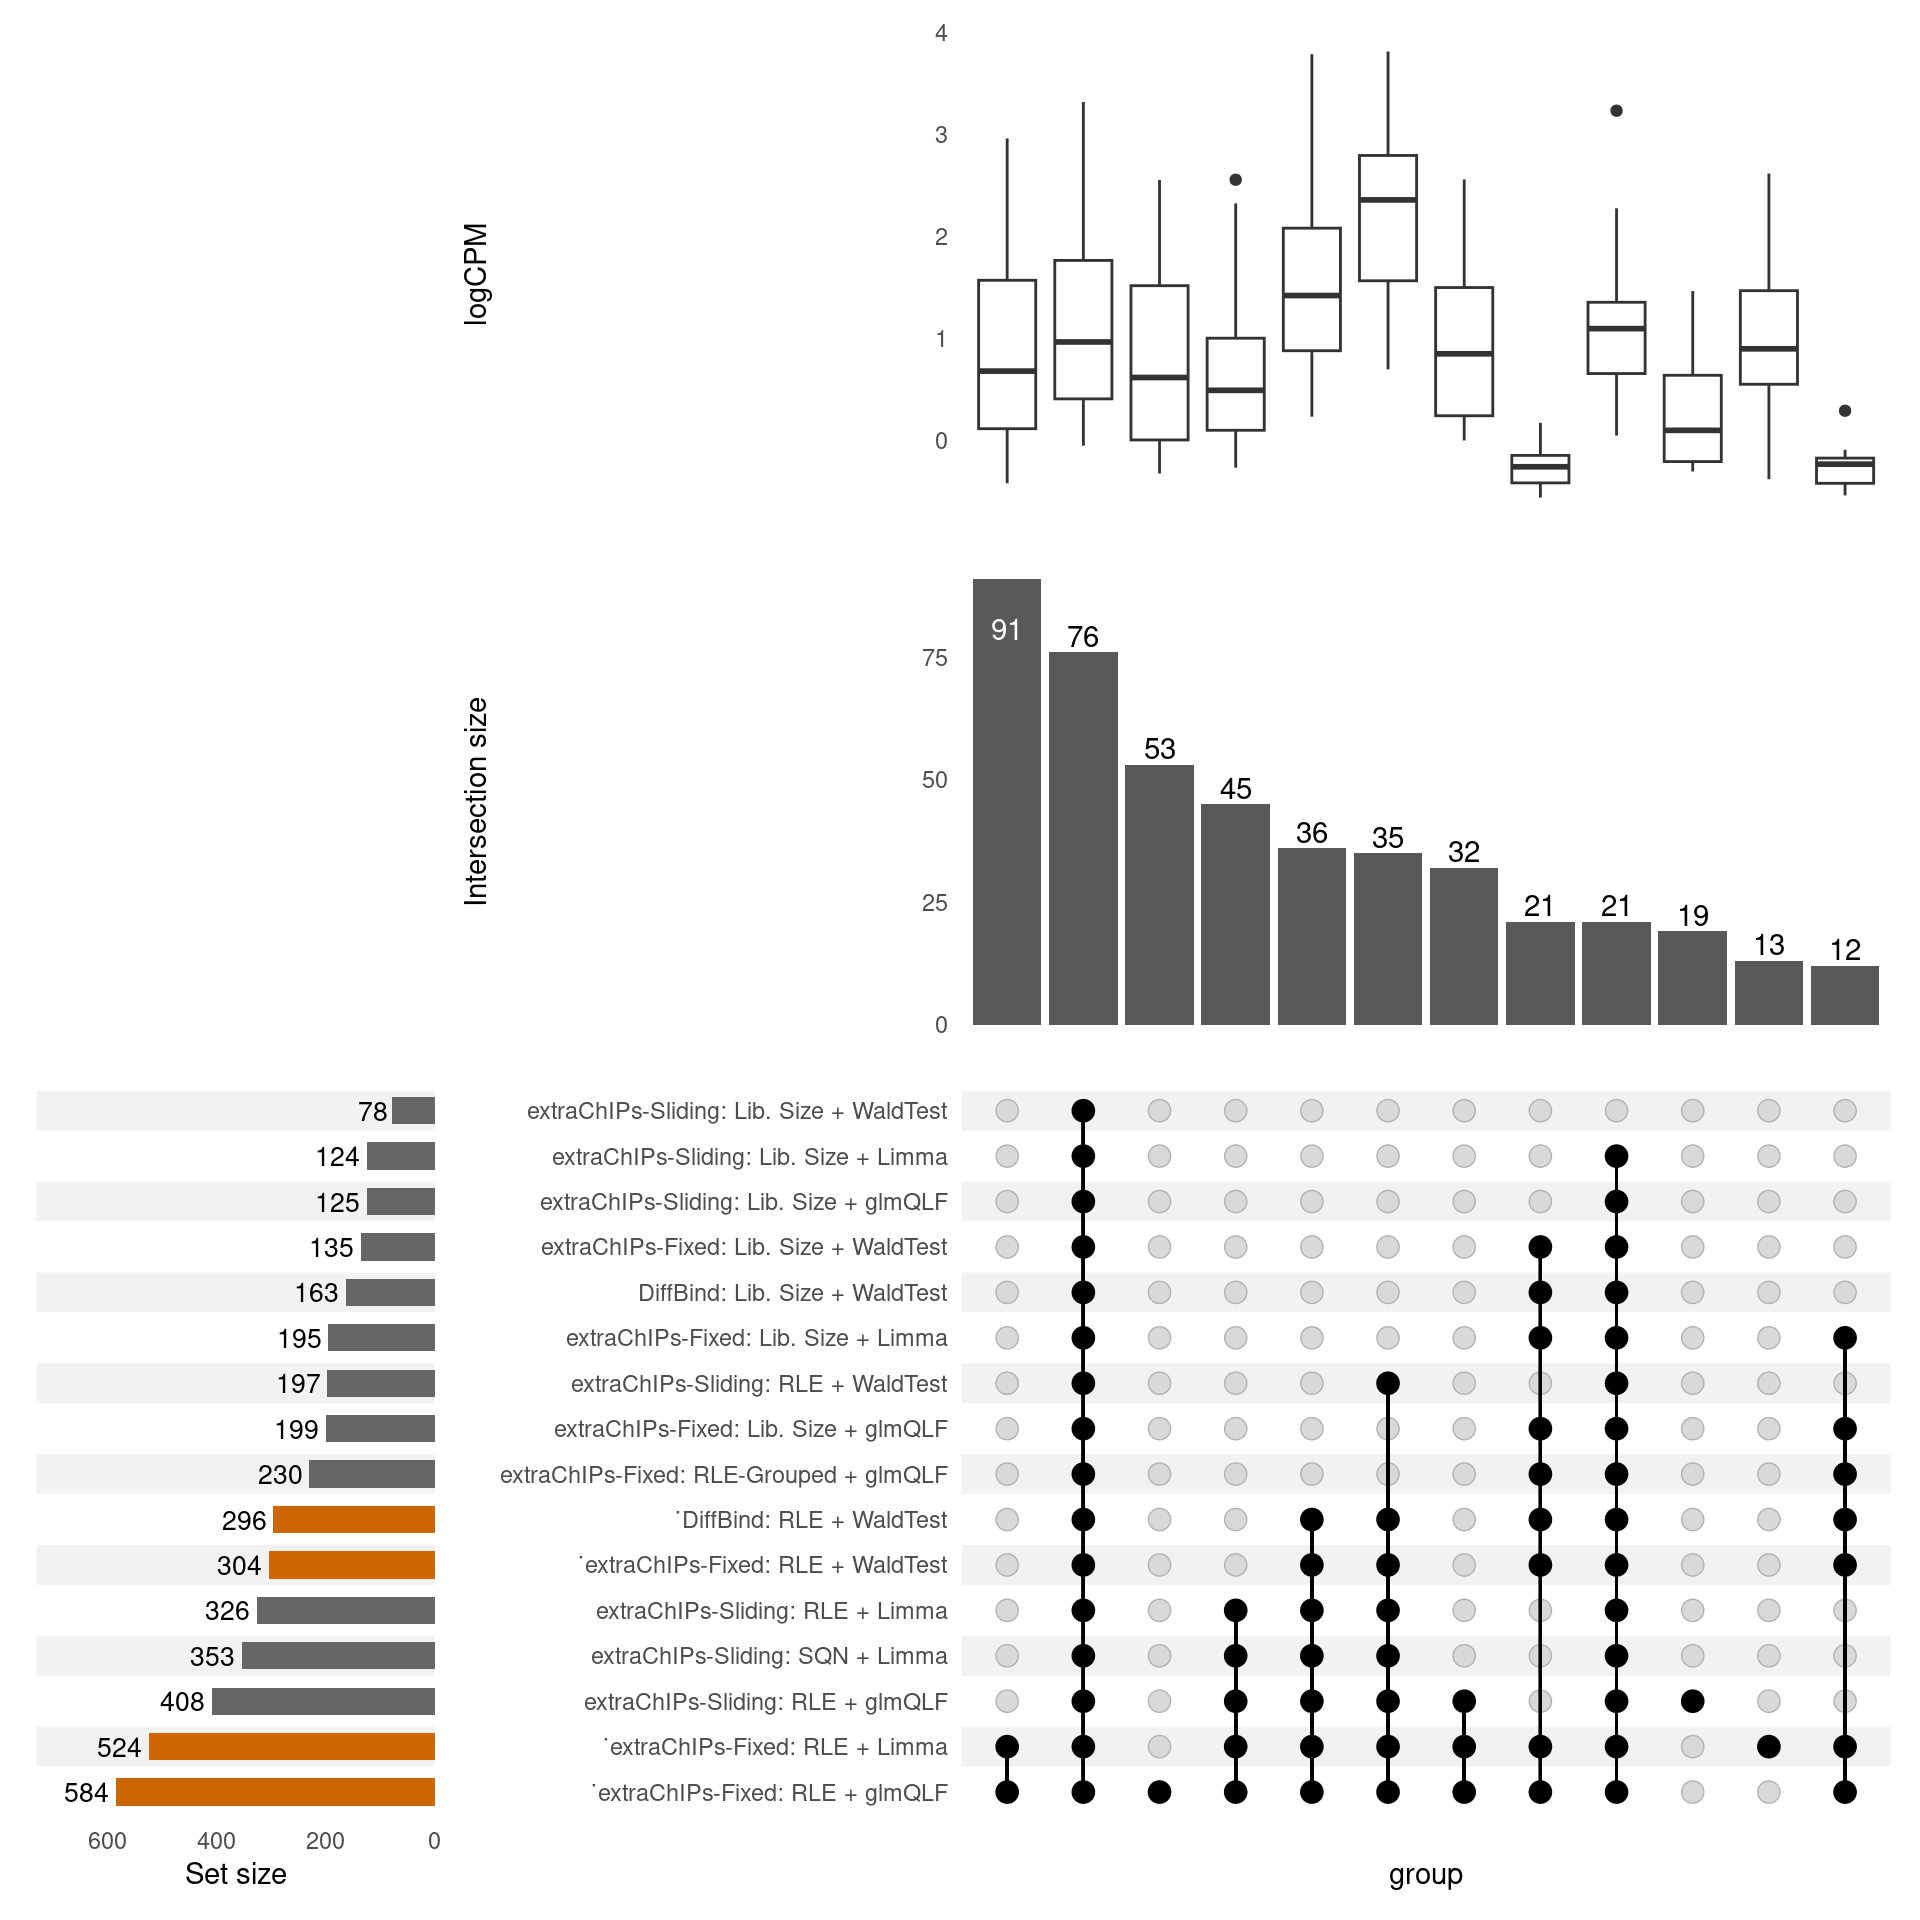 4
3
2
1
0
logCPM
91
76
53
45
36
35
32
21
21
19
13
12
75
50
25
0
Intersection size
78 extraChIPs-Sliding: Lib. Size + WaldTest
124 extraChIPs-Sliding: Lib. Size + Limma
125 extraChIPs-Sliding: Lib. Size + glmQLF
135 extraChIPs-Fixed: Lib. Size + WaldTest
163 DiffBind: Lib. Size + WaldTest
195 extraChIPs-Fixed: Lib. Size + Limma
197 extraChIPs-Sliding: RLE + WaldTest
199 extraChIPs-Fixed: Lib. Size + glmQLF
230 extraChIPs-Fixed: RLE-Grouped + glmQLF
296 ˙DiffBind: RLE + WaldTest
304 ˙extraChIPs-Fixed: RLE + WaldTest
326 extraChIPs-Sliding: RLE + Limma
353 extraChIPs-Sliding: SQN + Limma
408 extraChIPs-Sliding: RLE + glmQLF
524 ˙extraChIPs-Fixed: RLE + Limma
584 ˙extraChIPs-Fixed: RLE + glmQLF
600 400 200 0
Set size
group